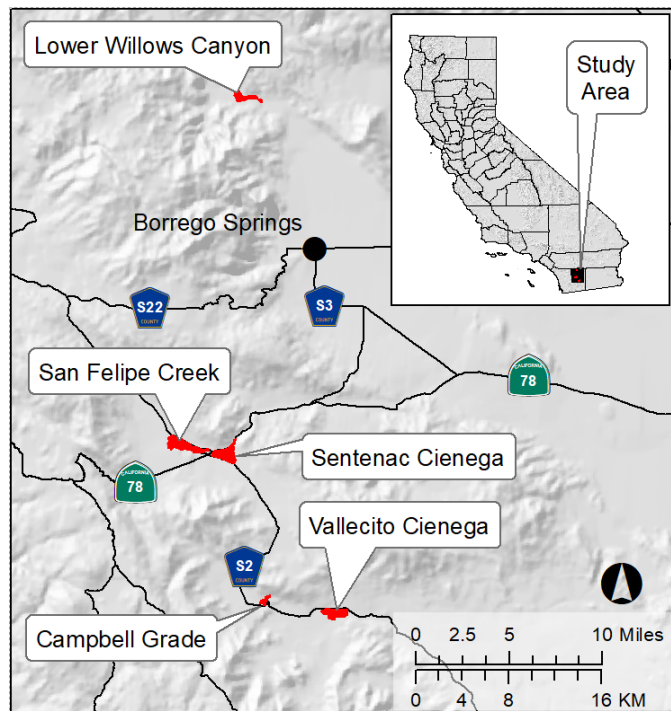 Lower Willows Canyon
Study
Area
Borrego Springs
S22
COUNTY
S3
COUNTY
San Felipe Creek
CALIFORNIA
78
Sentenac Cienega
CALIFORNIA
78
Vallecito Cienega
S2
COUNTY
Campbell Grade
0 2.5 5 10 Miles
0 4 8 16 KM